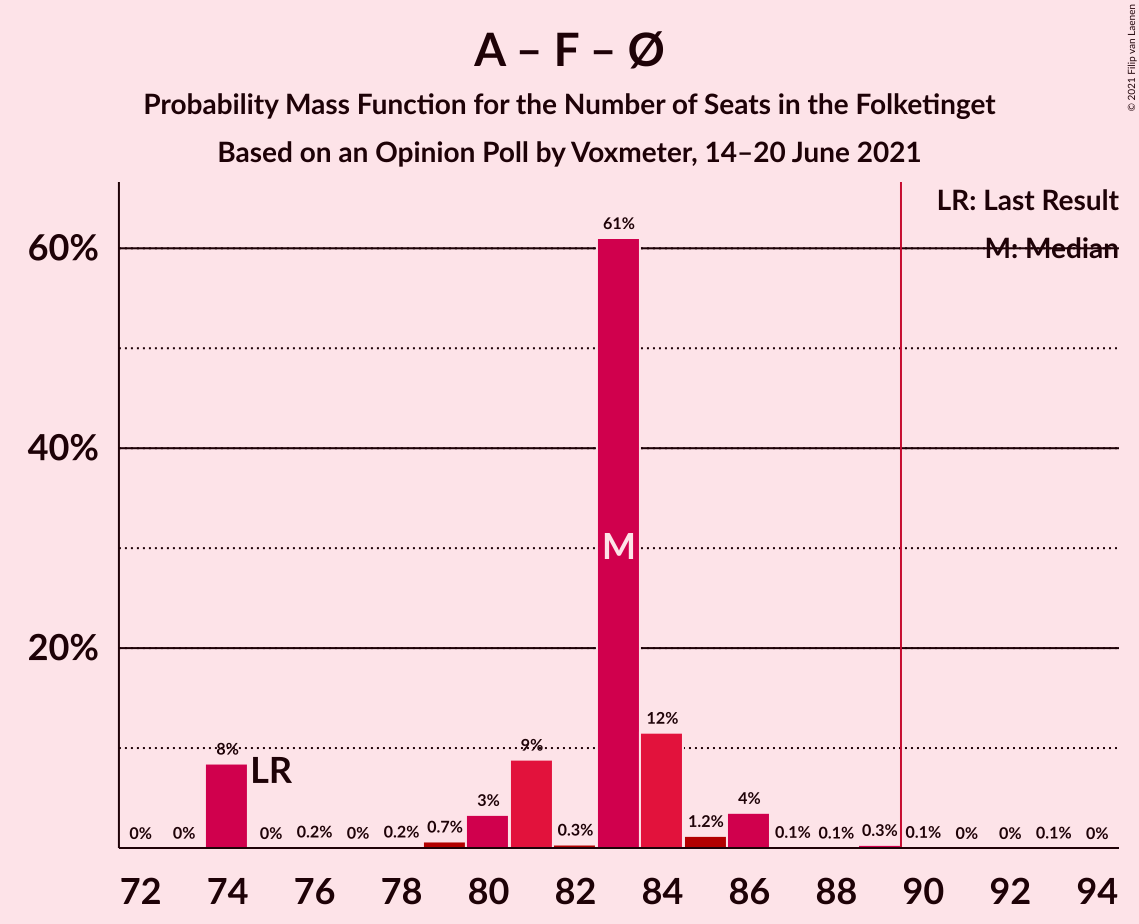 A – F – Ø
Probability Mass Function for the Number of Seats in the Folketinget
Based on an Opinion Poll by Voxmeter, 14–20 June 2021
© 2021 Filip van Laenen
LR: Last Result
M: Median
60%
40%
20%
0% 0% 8% 0% 0.2% 0% 0.2% 0.7% 3% 9% 0.3% 61% 12% 1.2% 4% 0.1% 0.1% 0.3% 0.1% 0% 0% 0.1% 0%
LR
M
72 74 76 78 80 82 84 86 88 90 92 94